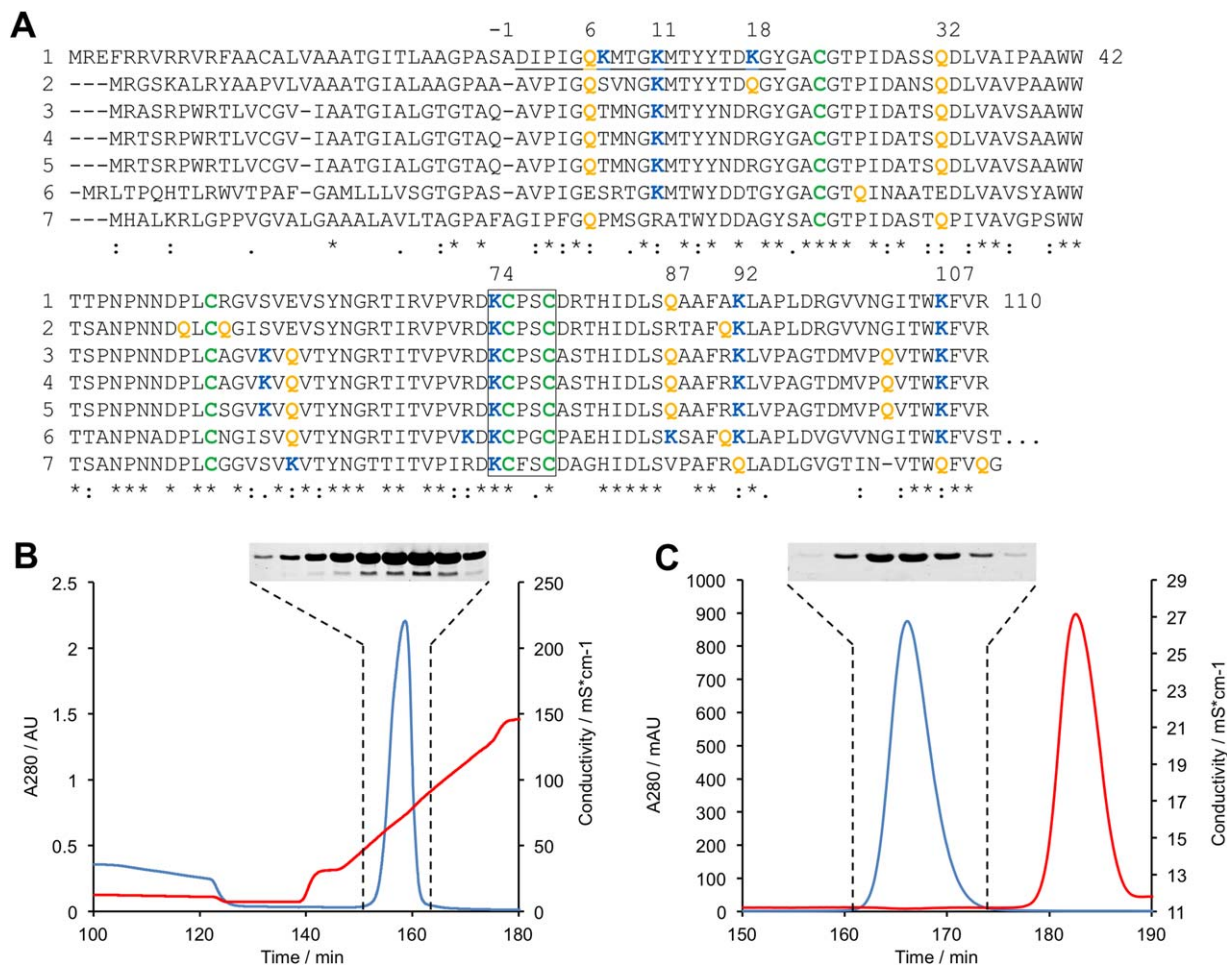 A
-1 6 11 18 32
1 MREFRRVRRVRFAACALVAAATGITLAAGPASADIPIGQKMTGKMTYYTDKGYGACGTPIDASSQDLVAIPAAWW 42
2 ---MRGSKALRYAAPVLVAAATGIALAAGPAA-AVPIGQSVNGKMTYYTDQGYGACGTPIDANSQDLVAVPAAWW
3 ---MRASRPWRTLVCGV-IAATGIALGTGTAQ-AVPIGQTMNGKMTYYNDRGYGACGTPIDATSQDLVAVSAAWW
4 ---MRTSRPWRTLVCGV-IAATGIALGTGTAQ-AVPIGQTMNGKMTYYNDRGYGACGTPIDATSQDLVAVSAAWW
5 ---MRTSRPWRTLVCGV-IAATGIALGTGTAQ-AVPIGQTMNGKMTYYNDRGYGACGTPIDATSQDLVAVSAAWW
6 -MRLTPQHTLRWVTPAF-GAMLLLVSGTGPAS-AVPIGESRTGKMTWYDDTGYGACGTQINAATEDLVAVSYAWW
7 ---MHALKRLGPPVGVALGAAALAVLTAGPAFAGIPFGQPMSGRATWYDDAGYSACGTPIDASTQPIVAVGPSWW
: : . * . :* * :*:: .* *:* * **.*****:**:: :**: :**
74 87 92 107
1 TTPNPNNDPLCRGVSVEVSYNGRTIRVPVRDKCPSCDRTHIDLSQAAFAKLAPLDRGVVNGITWKFVR 110
2 TSANPNNDQLCQGISVEVSYNGRTIRVPVRDKCPSCDRTHIDLSRTAFAQLAPLDRGVVNGITWKFVR
3 TSPNPNNDPLCAGVKVQVTYNGRTITVPVRDKCPSCASTHIDLSQAAFRKLVPAGTDMVPQVTWKFVR
4 TSPNPNNDPLCAGVKVQVTYNGRTITVPVRDKCPSCASTHIDLSQAAFRKLVPAGTDMVPQVTWKFVR
5 TSPNPNNDPLCSGVKVQVTYNGRTITVPVRDKCPSCASTHIDLSQAAFRKLVPAGTDMVPQVTWKFVR
6 TTANPNADPLCNGISVQVTYNGRTITVPVKDKCPGCPAEHIDLSKSAFQKLAPLDVGVVNGITWKFVST...
7 TSANPNADPLCGGVSVKVTYNGTTITVPIRDKCFSCDAGHIDLSVPAFRQLADLGVGTIN-VTWQFVQG
*: *** * ** *:.*:*:*** ** **::*** .* ***** ** :*. : :**:**
B
2.5
2
1.5
1
0.5
0
A280 / AU
250
200
150
100
50
0
Conductivity / mS*cm-1
100 120 140 160 180
Time / min
C
1000
900
800
700
600
500
400
300
200
100
0
A280 / mAU
29
27
25
23
21
19
17
15
13
11
Conductivity / mS*cm-1
150 160 170 180 190
Time / min